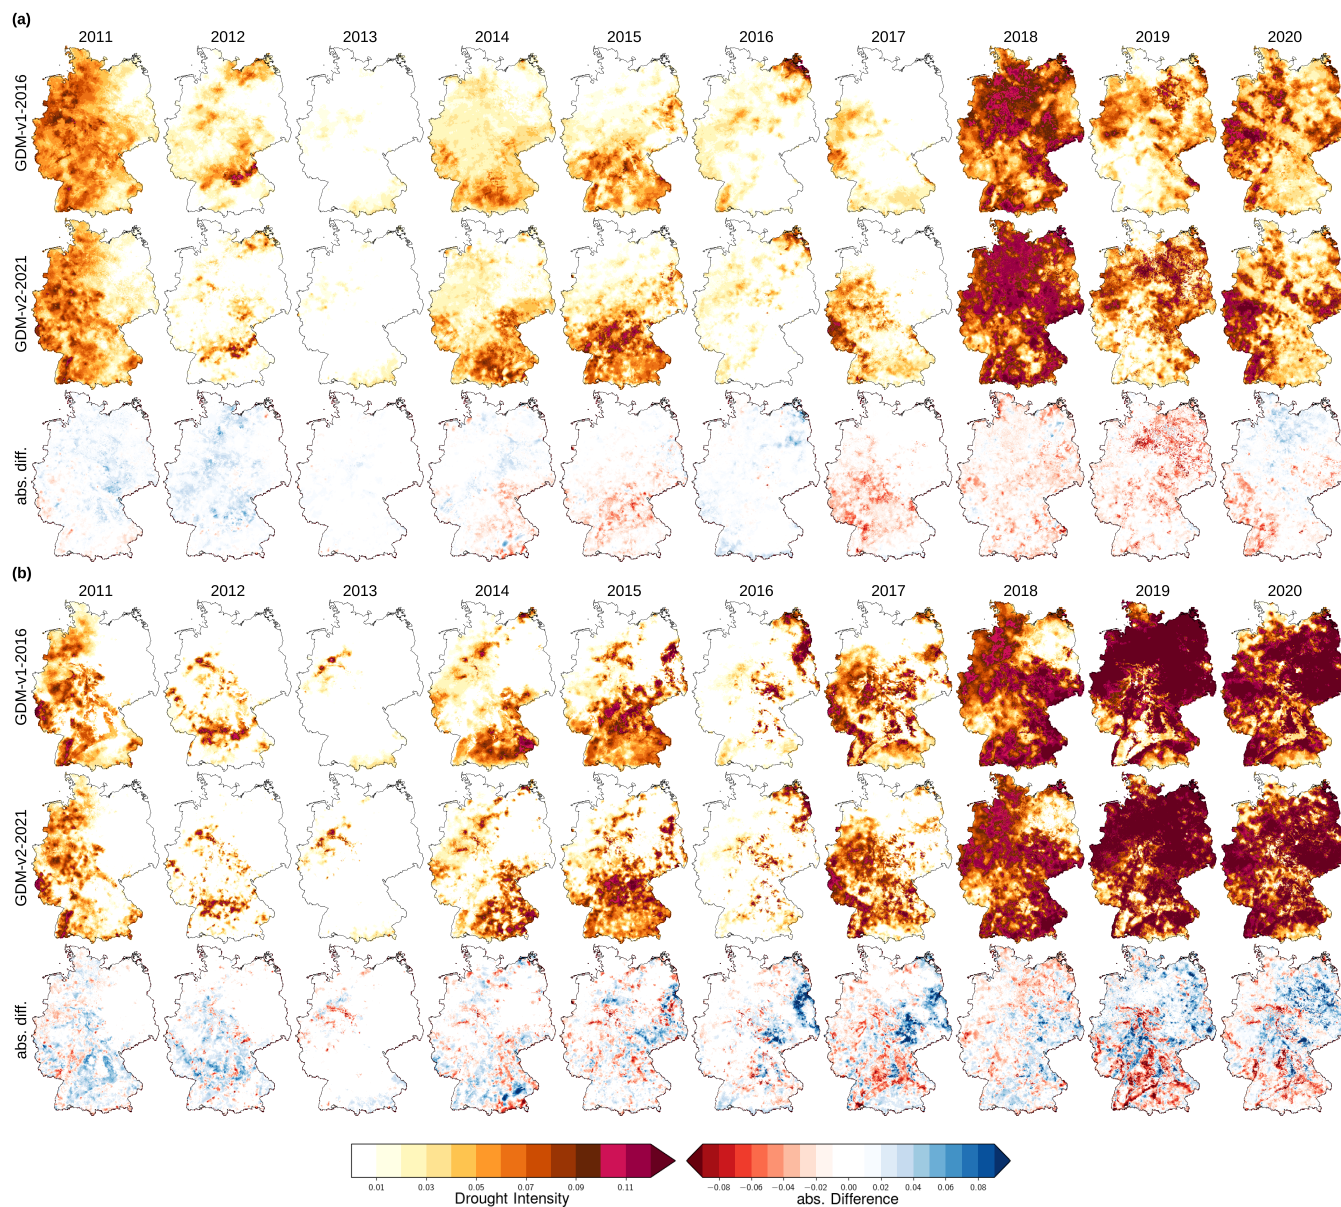 (a)
2011 2012 2013 2014 2015 2016 2017 2018 2019 2020
GDM-v1-2016
GDM-v2-2021
abs. diff.
(b)
2011 2012 2013 2014 2015 2016 2017 2018 2019 2020
GDM-v1-2016
GDM-v2-2021
abs. diff.
0.01 0.03 0.05 0.07 0.09 0.11
Drought Intensity
−0.08 −0.06 −0.04 −0.02 0.00 0.02 0.04 0.06 0.08
abs. Difference